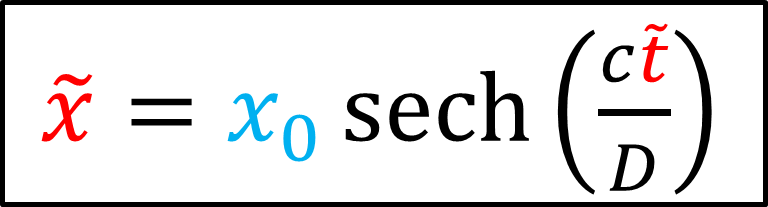 x̃ = x₀ sech(ct̃/D)